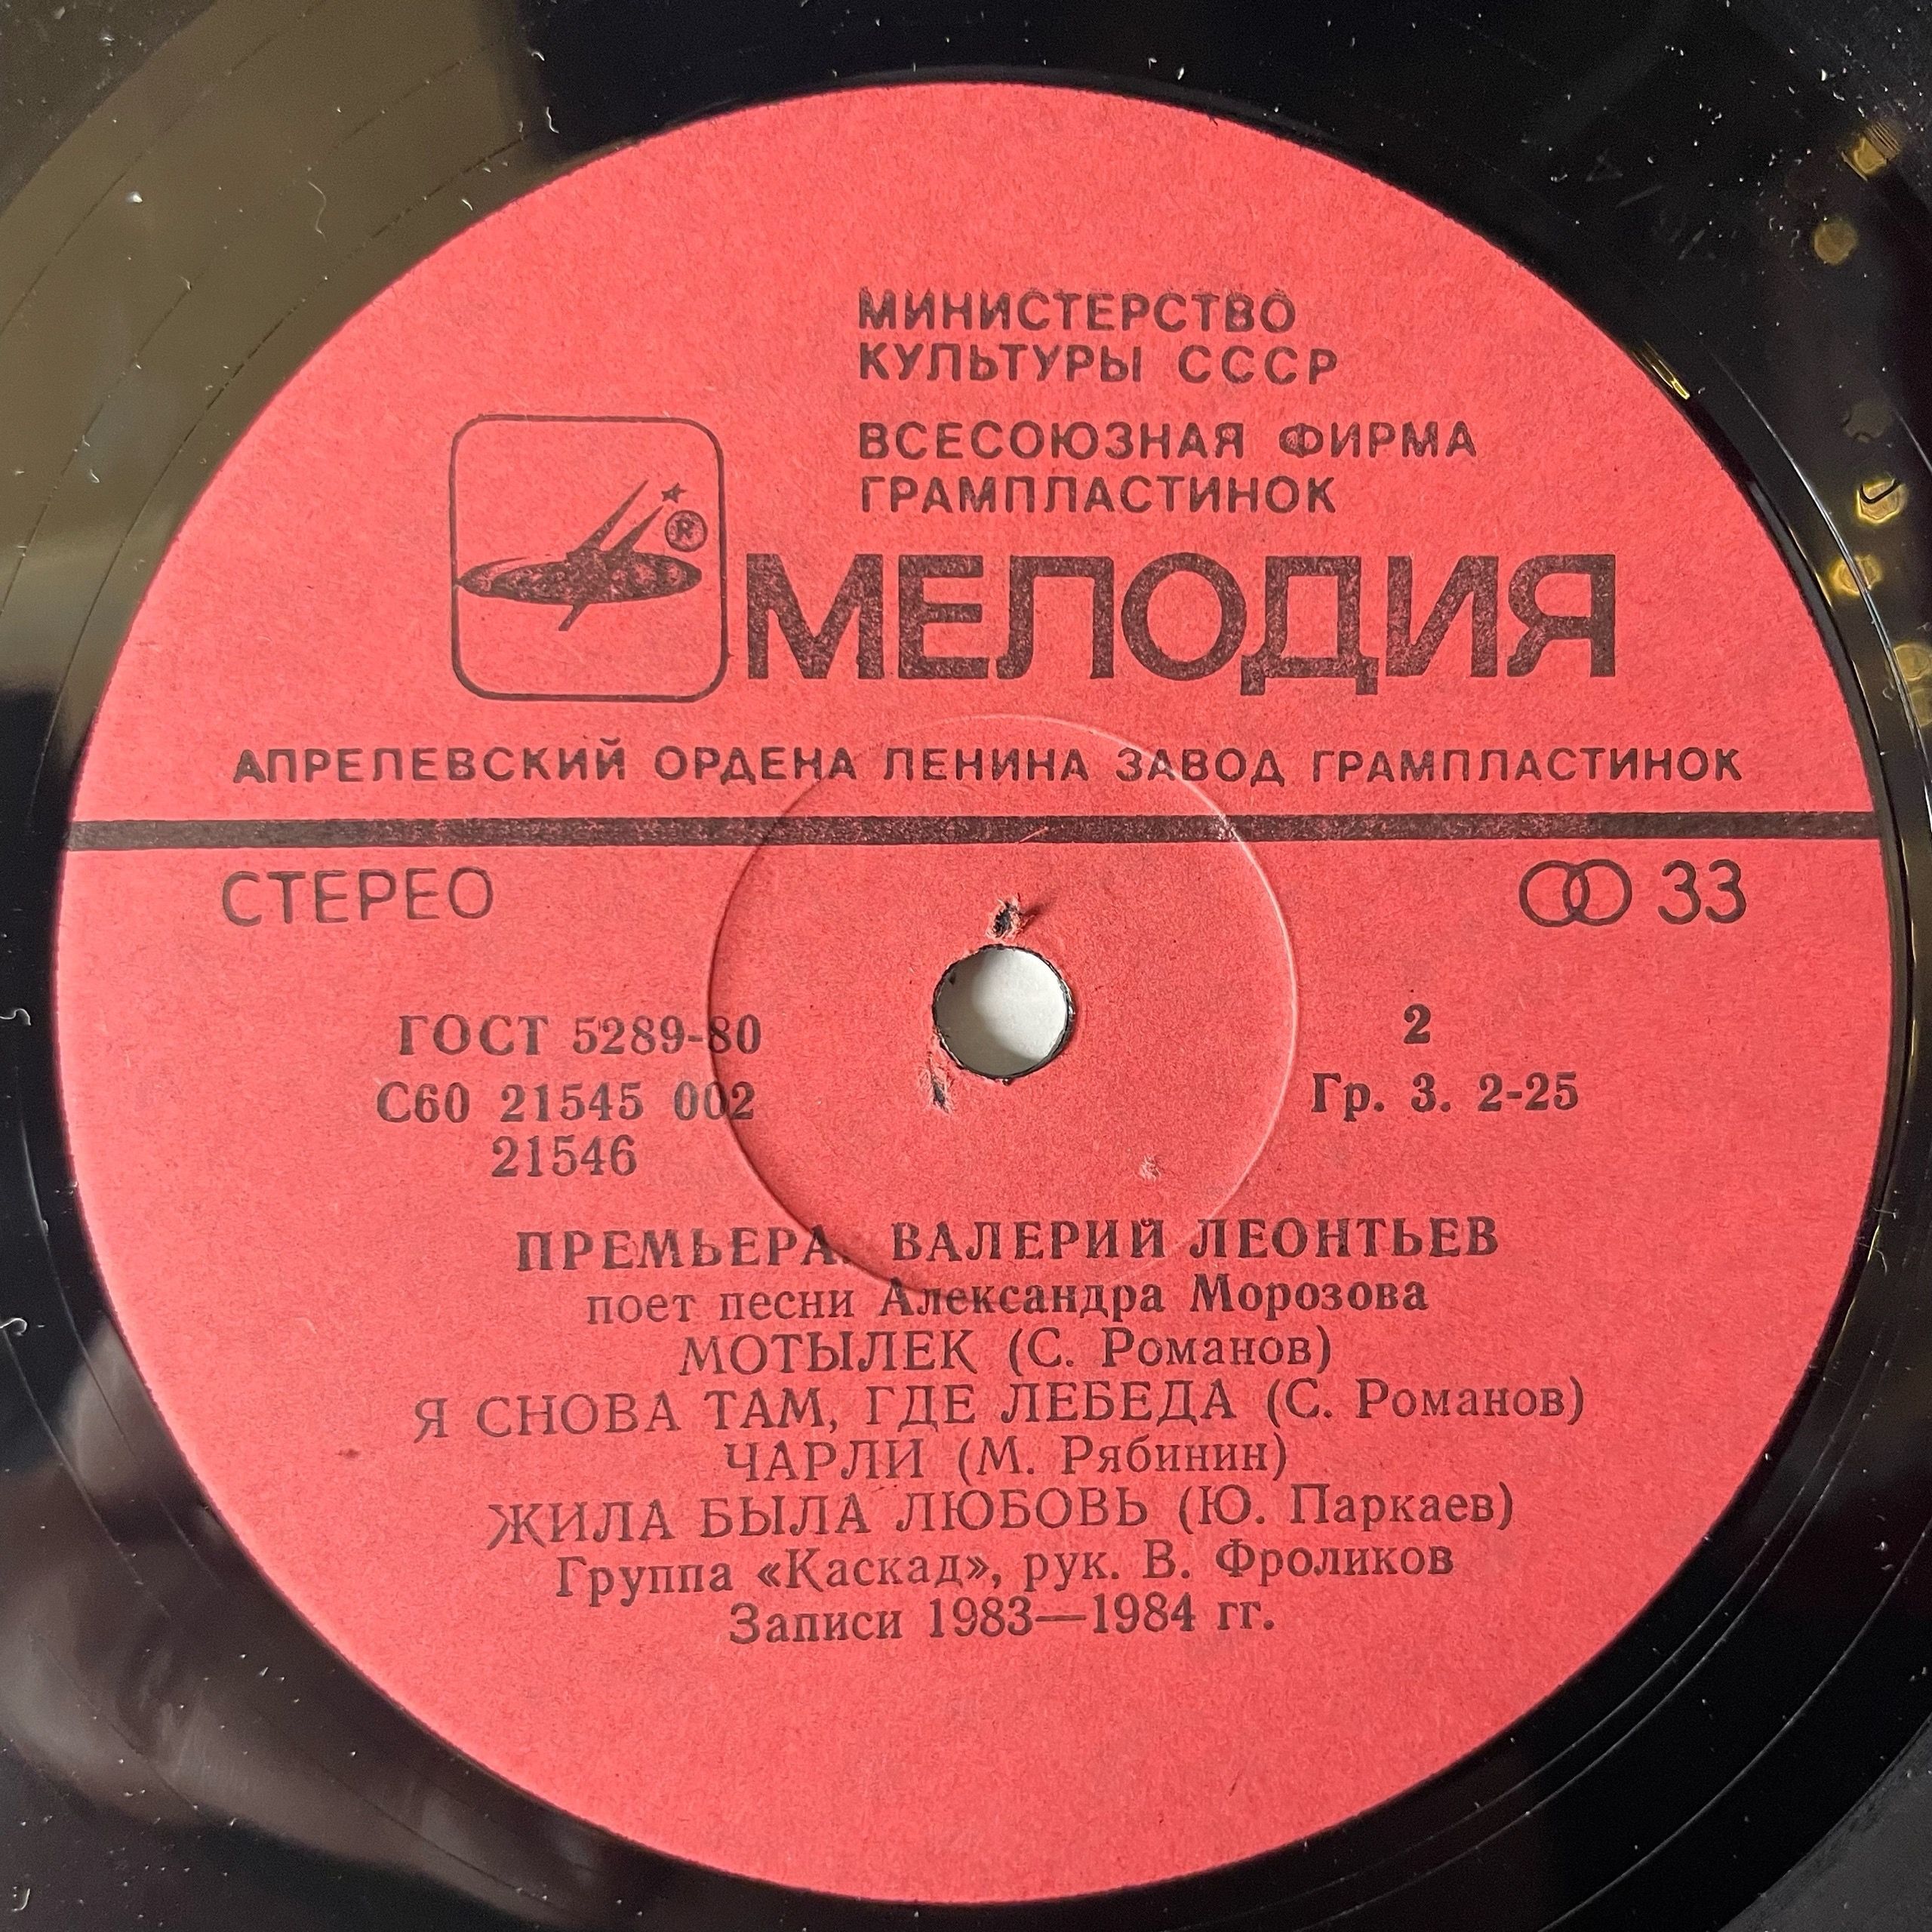 МИНИСТЕРСТВО
КУЛЬТУРЫ СССР
ВСЕСОЮЗНАЯ ФИРМА
ГРАМПЛАСТИНОК
® МЕЛОДИЯ
АПРЕЛЕВСКИЙ ОРДЕНА ЛЕНИНА ЗАВОД ГРАМПЛАСТИНОК
СТЕРЕО 33
ГОСТ 5289-80 2
С60 21545 002 Гр. 3. 2-25
21546
ПРЕМЬЕРА. ВАЛЕРИЙ ЛЕОНТЬЕВ
поет песни Александра Морозова
МОТЫЛЕК (С. Романов)
Я СНОВА ТАМ, ГДЕ ЛЕБЕДА (С. Романов)
ЧАРЛИ (М. Рябинин)
ЖИЛА БЫЛА ЛЮБОВЬ (Ю. Паркаев)
Группа «Каскад», рук. В. Фроликов
Записи 1983—1984 гг.